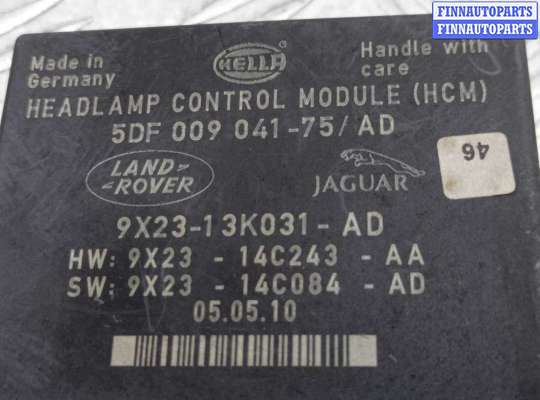 FINNAUTOPARTS
FINNAUTOPARTS
Made in
Germany
HELLA
Handle with
care
HEADLAMP CONTROL MODULE (HCM)
5DF 009 041-75/AD
LAND
ROVER
JAGUAR
46
9X23-13K031-AD
HW: 9X23 - 14C243 - AA
SW: 9X23 - 14C084 - AD
05.05.10